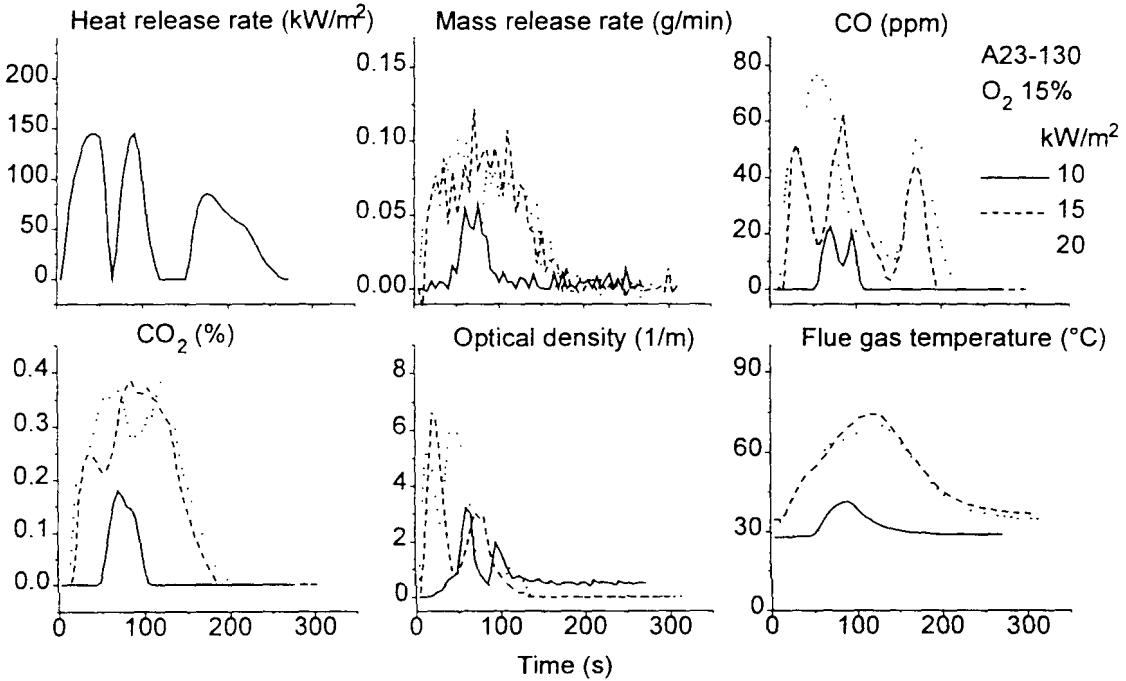 Heat release rate (kW/m²)
200
150
100
50
0
Mass release rate (g/min)
0.15
0.10
0.05
0.00
CO (ppm)
80
60
40
20
0
A23-130
O₂ 15%
kW/m²
10
15
20
CO₂ (%)
0.4
0.3
0.2
0.1
0.0
0 100 200 300
Optical density (1/m)
8
6
4
2
0
0 100 200 300
Flue gas temperature (°C)
90
60
30
0
0 100 200 300
Time (s)